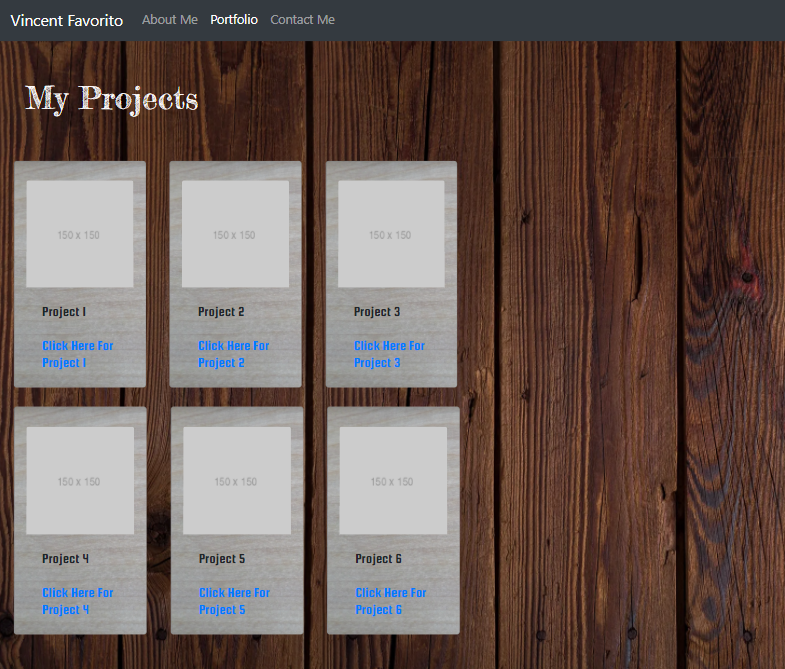 Vincent Favorito About Me Portfolio Contact Me
My Projects
150 x 150 150 x 150 150 x 150
Project 1 Project 2 Project 3
Click Here For Click Here For Click Here For
Project 1 Project 2 Project 3
150 x 150 150 x 150 150 x 150
Project 4 Project 5 Project 6
Click Here For Click Here For Click Here For
Project 4 Project 5 Project 6